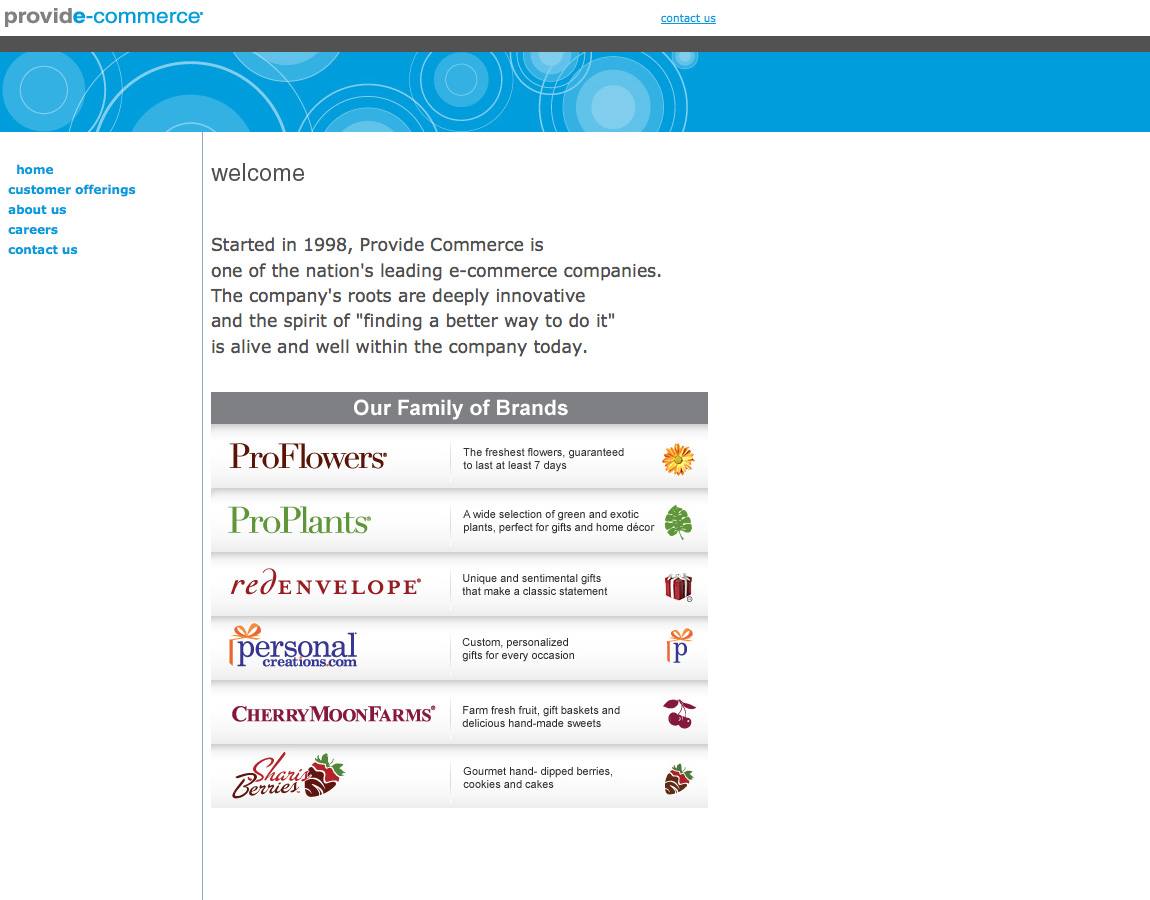 provide-commerce
contact us
home
customer offerings
about us
careers
contact us
welcome
Started in 1998, Provide Commerce is
one of the nation's leading e-commerce companies.
The company's roots are deeply innovative
and the spirit of "finding a better way to do it"
is alive and well within the company today.
Our Family of Brands
ProFlowers®
The freshest flowers, guaranteed
to last at least 7 days
ProPlants®
A wide selection of green and exotic
plants, perfect for gifts and home décor
redENVELOPE®
Unique and sentimental gifts
that make a classic statement
personal
creations.com
Custom, personalized
gifts for every occasion
p
CHERRYMOONFARMS®
Farm fresh fruit, gift baskets and
delicious hand-made sweets
Shari's
Berries
Gourmet hand- dipped berries,
cookies and cakes